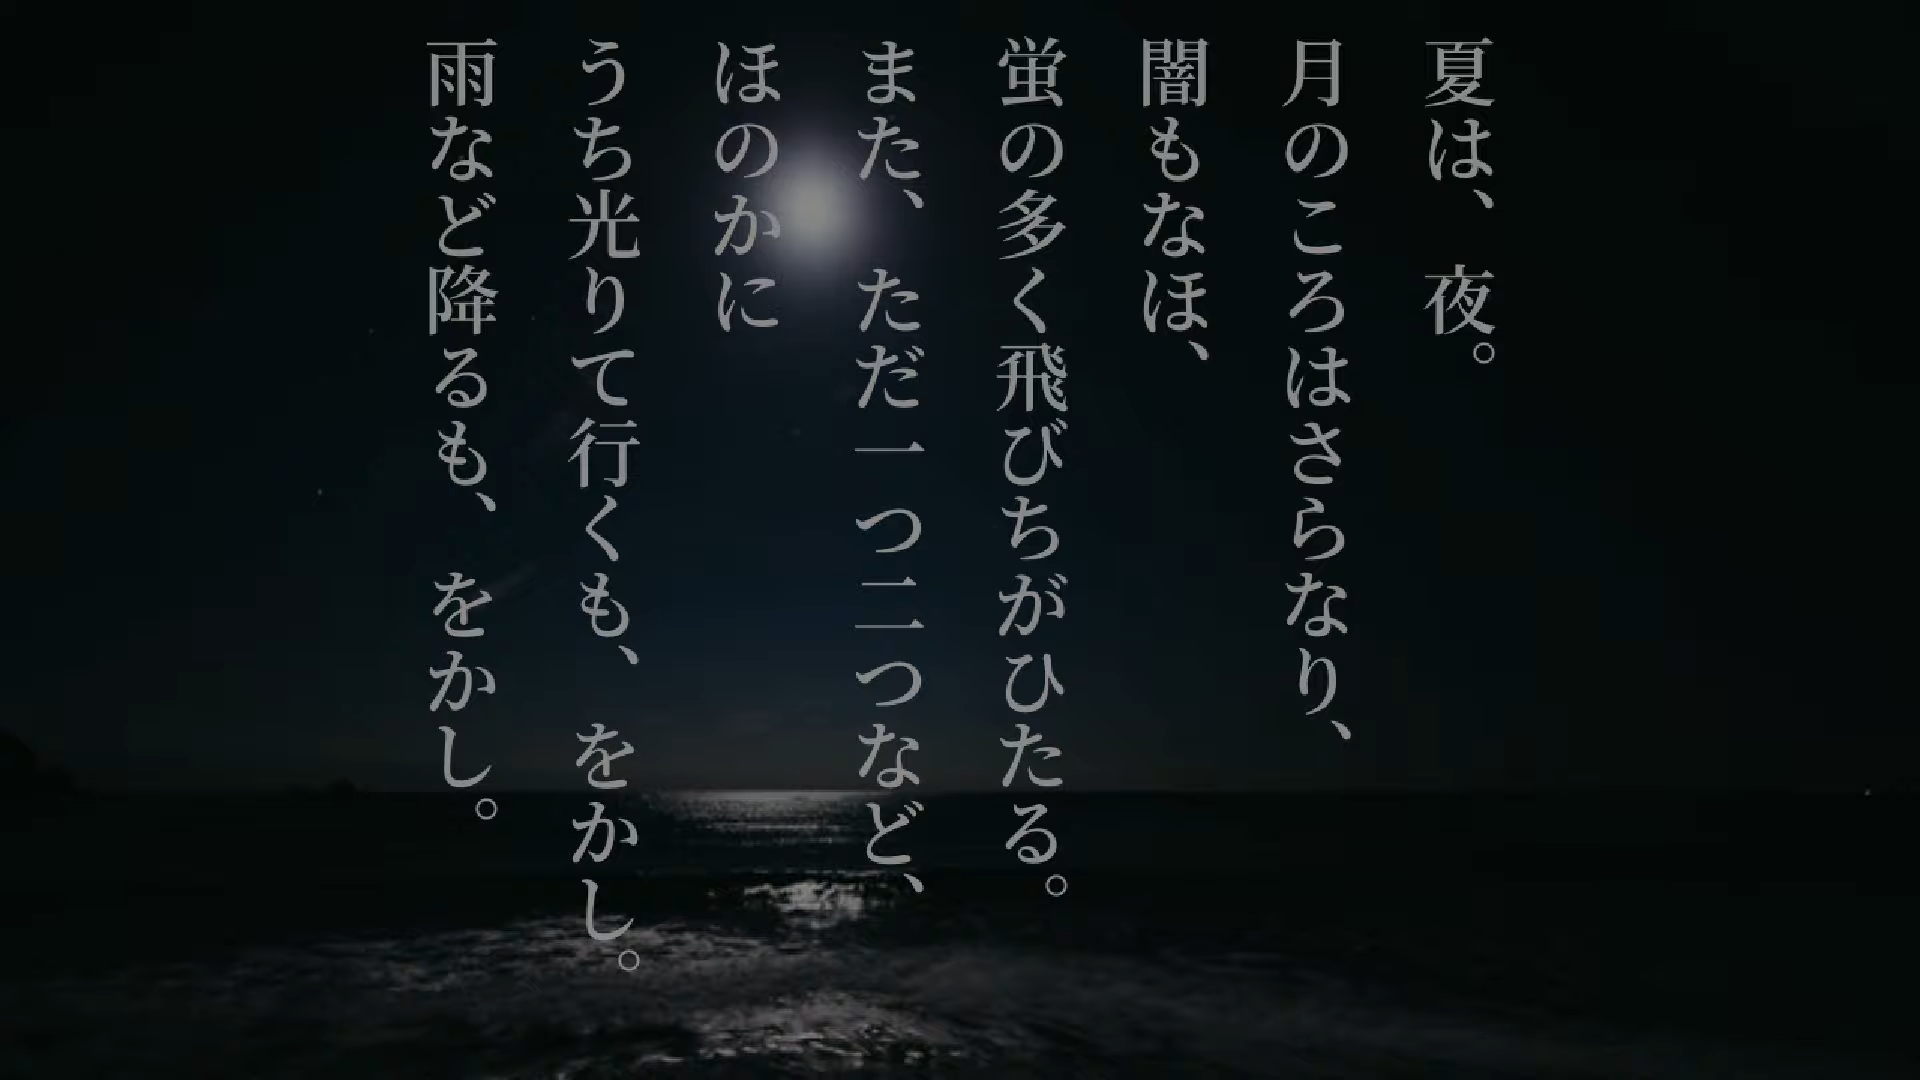 夏は、夜。
月のころはさらなり、
闇もなほ、
蛍の多く飛びちがひたる。
また、ただ一つ二つなど、
ほのかに
うち光りて行くも、をかし。
雨など降るも、をかし。